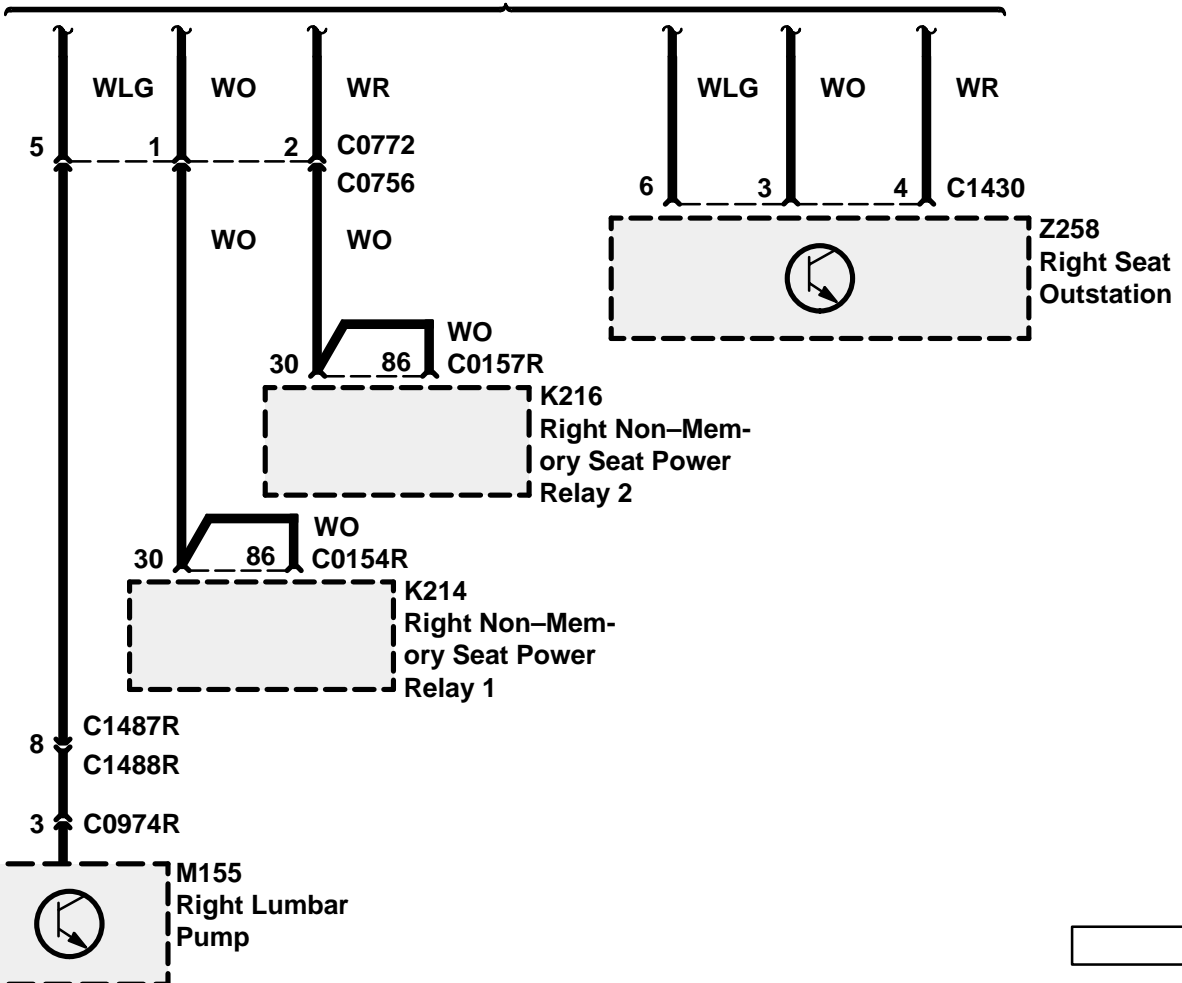 WLG WO WR WLG WO WR
5 1 2 C0772
C0756
6 3 4 C1430
WO WO
Z258
Right Seat
Outstation
WO
30 86 C0157R
K216
Right Non–Mem-
ory Seat Power
Relay 2
WO
30 86 C0154R
K214
Right Non–Mem-
ory Seat Power
Relay 1
C1487R
8
C1488R
3 C0974R
M155
Right Lumbar
Pump